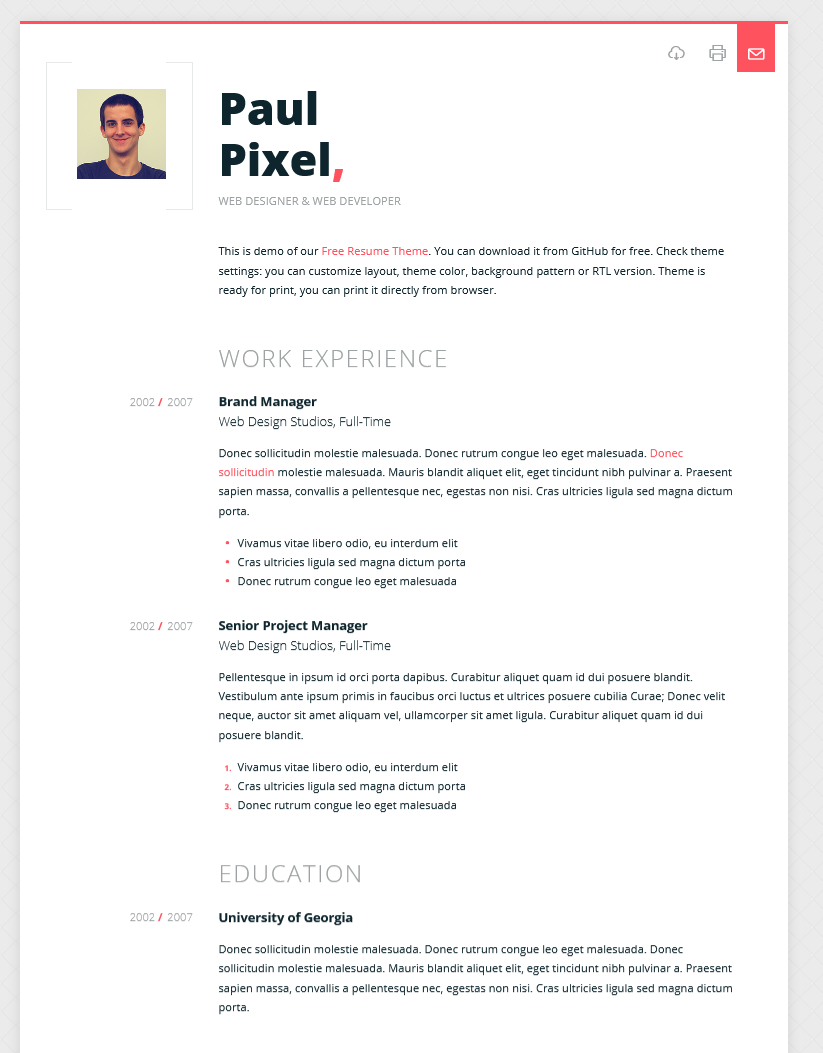 Paul
Pixel,
WEB DESIGNER & WEB DEVELOPER
This is demo of our Free Resume Theme. You can download it from GitHub for free. Check theme
settings: you can customize layout, theme color, background pattern or RTL version. Theme is
ready for print, you can print it directly from browser.
WORK EXPERIENCE
2002 / 2007
Brand Manager
Web Design Studios, Full-Time
Donec sollicitudin molestie malesuada. Donec rutrum congue leo eget malesuada. Donec
sollicitudin molestie malesuada. Mauris blandit aliquet elit, eget tincidunt nibh pulvinar a. Praesent
sapien massa, convallis a pellentesque nec, egestas non nisi. Cras ultricies ligula sed magna dictum
porta.
• Vivamus vitae libero odio, eu interdum elit
• Cras ultricies ligula sed magna dictum porta
• Donec rutrum congue leo eget malesuada
2002 / 2007
Senior Project Manager
Web Design Studios, Full-Time
Pellentesque in ipsum id orci porta dapibus. Curabitur aliquet quam id dui posuere blandit.
Vestibulum ante ipsum primis in faucibus orci luctus et ultrices posuere cubilia Curae; Donec velit
neque, auctor sit amet aliquam vel, ullamcorper sit amet ligula. Curabitur aliquet quam id dui
posuere blandit.
1. Vivamus vitae libero odio, eu interdum elit
2. Cras ultricies ligula sed magna dictum porta
3. Donec rutrum congue leo eget malesuada
EDUCATION
2002 / 2007
University of Georgia
Donec sollicitudin molestie malesuada. Donec rutrum congue leo eget malesuada. Donec
sollicitudin molestie malesuada. Mauris blandit aliquet elit, eget tincidunt nibh pulvinar a. Praesent
sapien massa, convallis a pellentesque nec, egestas non nisi. Cras ultricies ligula sed magna dictum
porta.